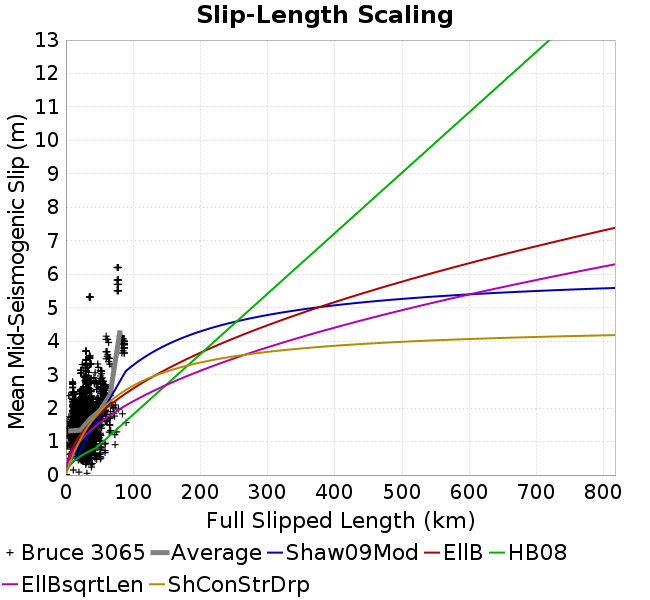 Slip-Length Scaling
Mean Mid-Seismogenic Slip (m)
13
12
11
10
9
8
7
6
5
4
3
2
1
0
0 100 200 300 400 500 600 700 800
Full Slipped Length (km)
Bruce 3065 Average Shaw09Mod EllB HB08
EllBsqrtLen ShConStrDrp